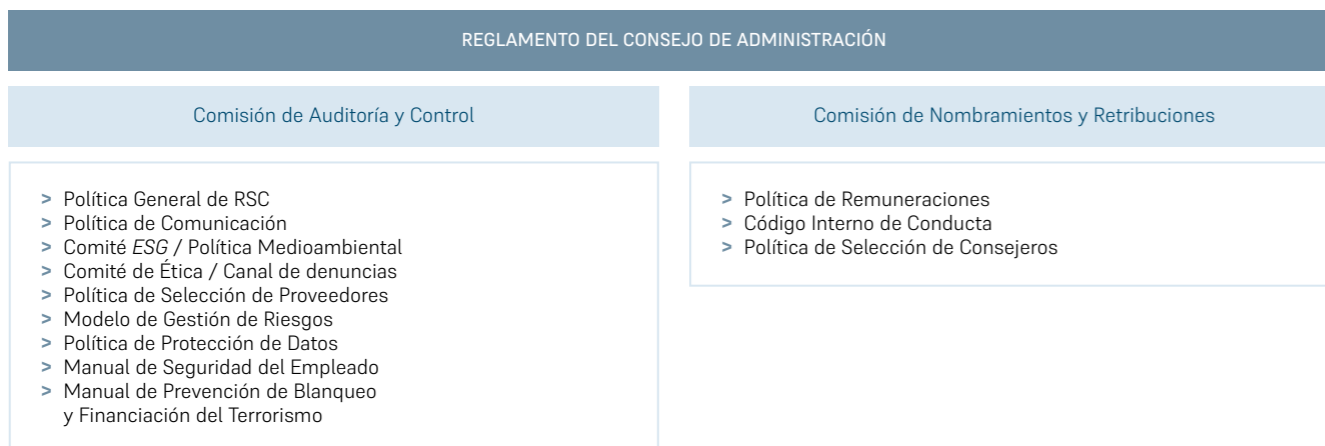 REGLAMENTO DEL CONSEJO DE ADMINISTRACIÓN
Comisión de Auditoría y Control
> Política General de RSC
> Política de Comunicación
> Comité ESG / Política Medioambiental
> Comité de Ética / Canal de denuncias
> Política de Selección de Proveedores
> Modelo de Gestión de Riesgos
> Política de Protección de Datos
> Manual de Seguridad del Empleado
> Manual de Prevención de Blanqueo
y Financiación del Terrorismo
Comisión de Nombramientos y Retribuciones
> Política de Remuneraciones
> Código Interno de Conducta
> Política de Selección de Consejeros